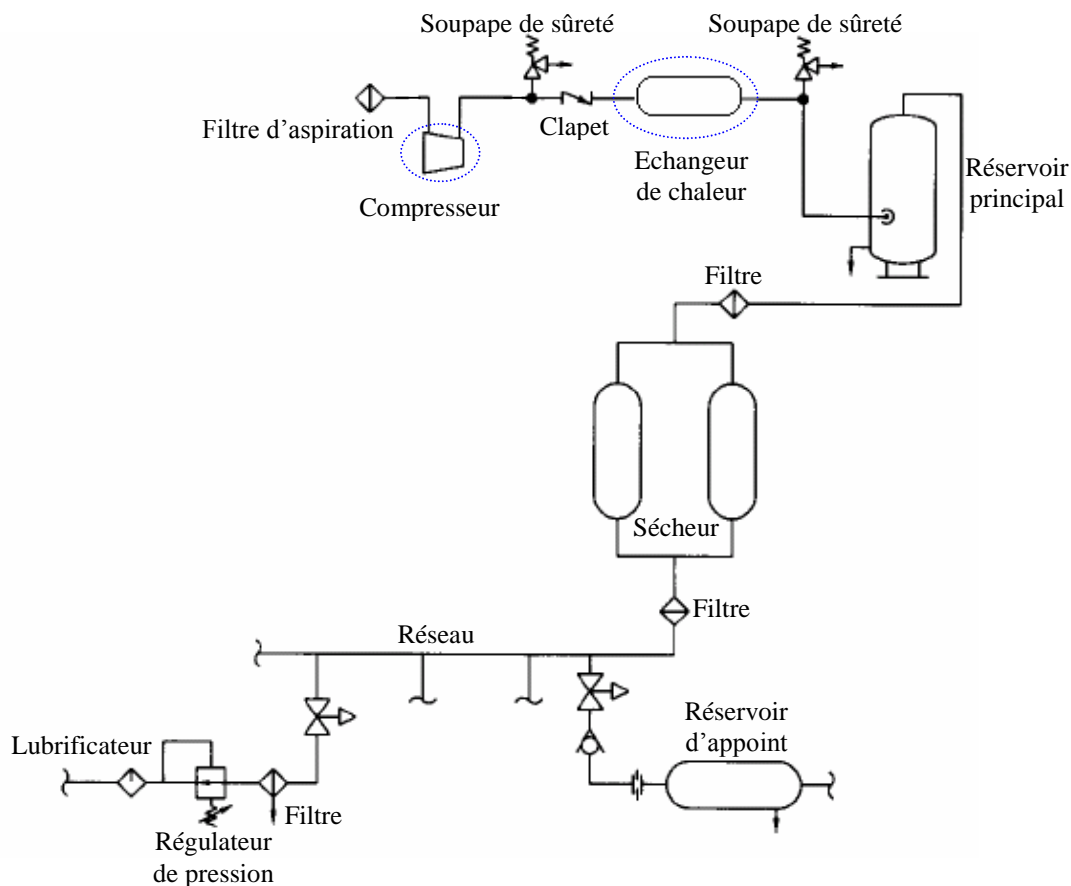 Soupape de sûreté
Soupape de sûreté
Filtre d’aspiration
Clapet
Compresseur
Echangeur
de chaleur
Réservoir
principal
Filtre
Sécheur
Filtre
Réseau
Réservoir
d’appoint
Lubrificateur
Filtre
Régulateur
de pression